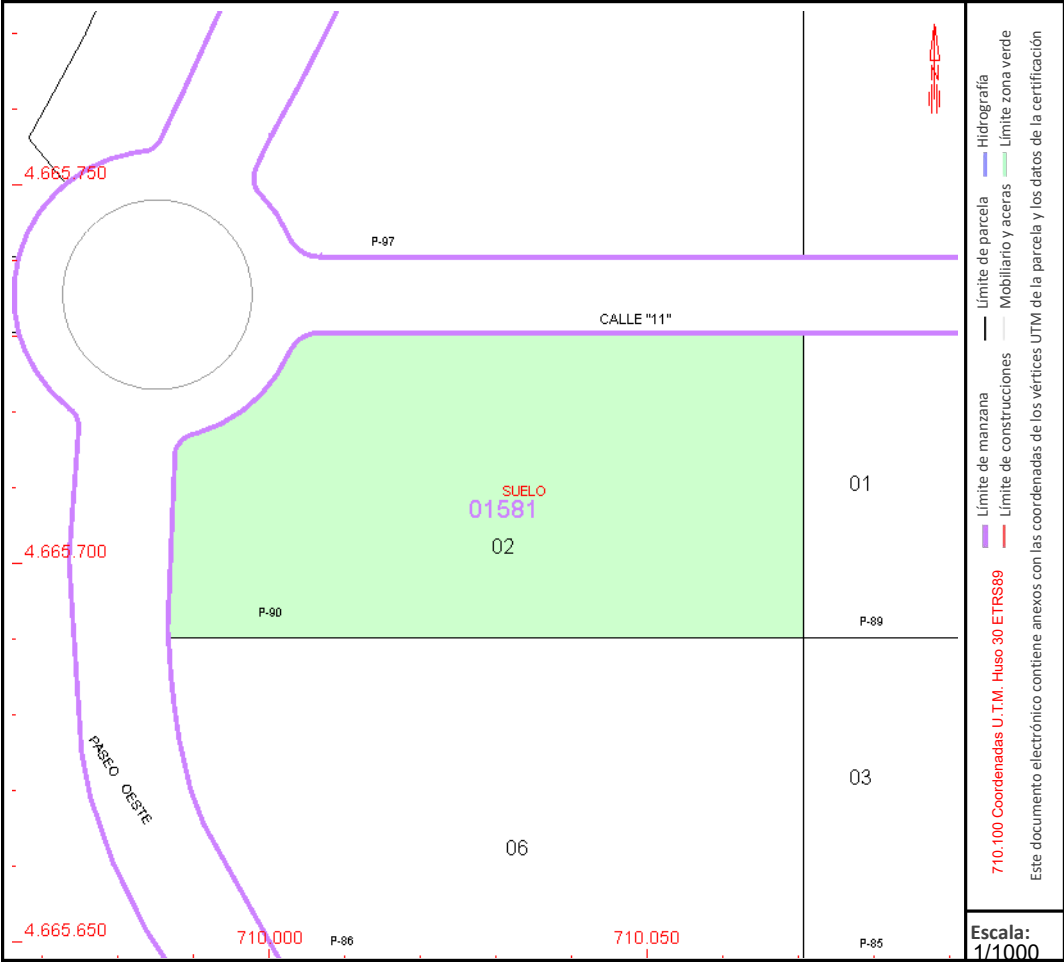 4.665.750
P-97
CALLE "11"
SUELO
01581
01
02
4.665.700
P-90
P-89
PASEO OESTE
03
06
4.665.650
710.000
P-86
710.050
P-85
N
710.100 Coordenadas U.T.M. Huso 30 ETRS89
Límite de manzana
Límite de parcela
Hidrografía
Límite de construcciones
Mobiliario y aceras
Límite zona verde
Este documento electrónico contiene anexos con las coordenadas de los vértices UTM de la parcela y los datos de la certificación
Escala:
1/1000